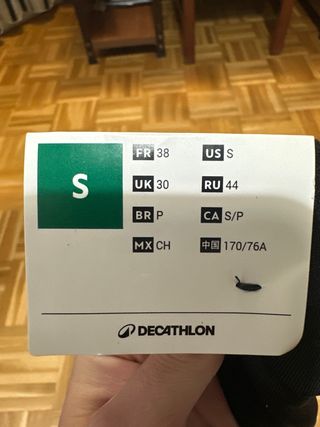 S
FR 38 US S
UK 30 RU 44
BR P CA S/P
MX CH 中国 170/76A
DECATHLON